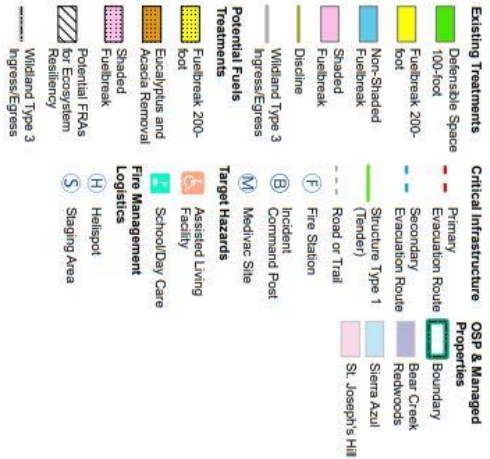 Existing Treatments
Defensible Space
100-foot
Fuelbreak 200-
foot
Non-Shaded
Fuelbreak
Shaded
Fuelbreak
Discline
Wildland Type 3
Ingress/Egress
Potential Fuels
Treatments
Fuelbreak 200-
foot
Eucalyptus and
Acacia Removal
Shaded
Fuelbreak
Potential FRAs
for Ecosystem
Resiliency
Wildland Type 3
Ingress/Egress
Critical Infrastructure
Primary
Evacuation Route
Secondary
Evacuation Route
Structure Type 1
(Tender)
Road or Trail
F Fire Station
B Incident
Command Post
M Medivac Site
Target Hazards
Assisted Living
Facility
School/Day Care
Fire Management
Logistics
H Helispot
S Staging Area
OSP & Managed
Properties
Boundary
Bear Creek
Redwoods
Sierra Azul
St. Joseph's Hill